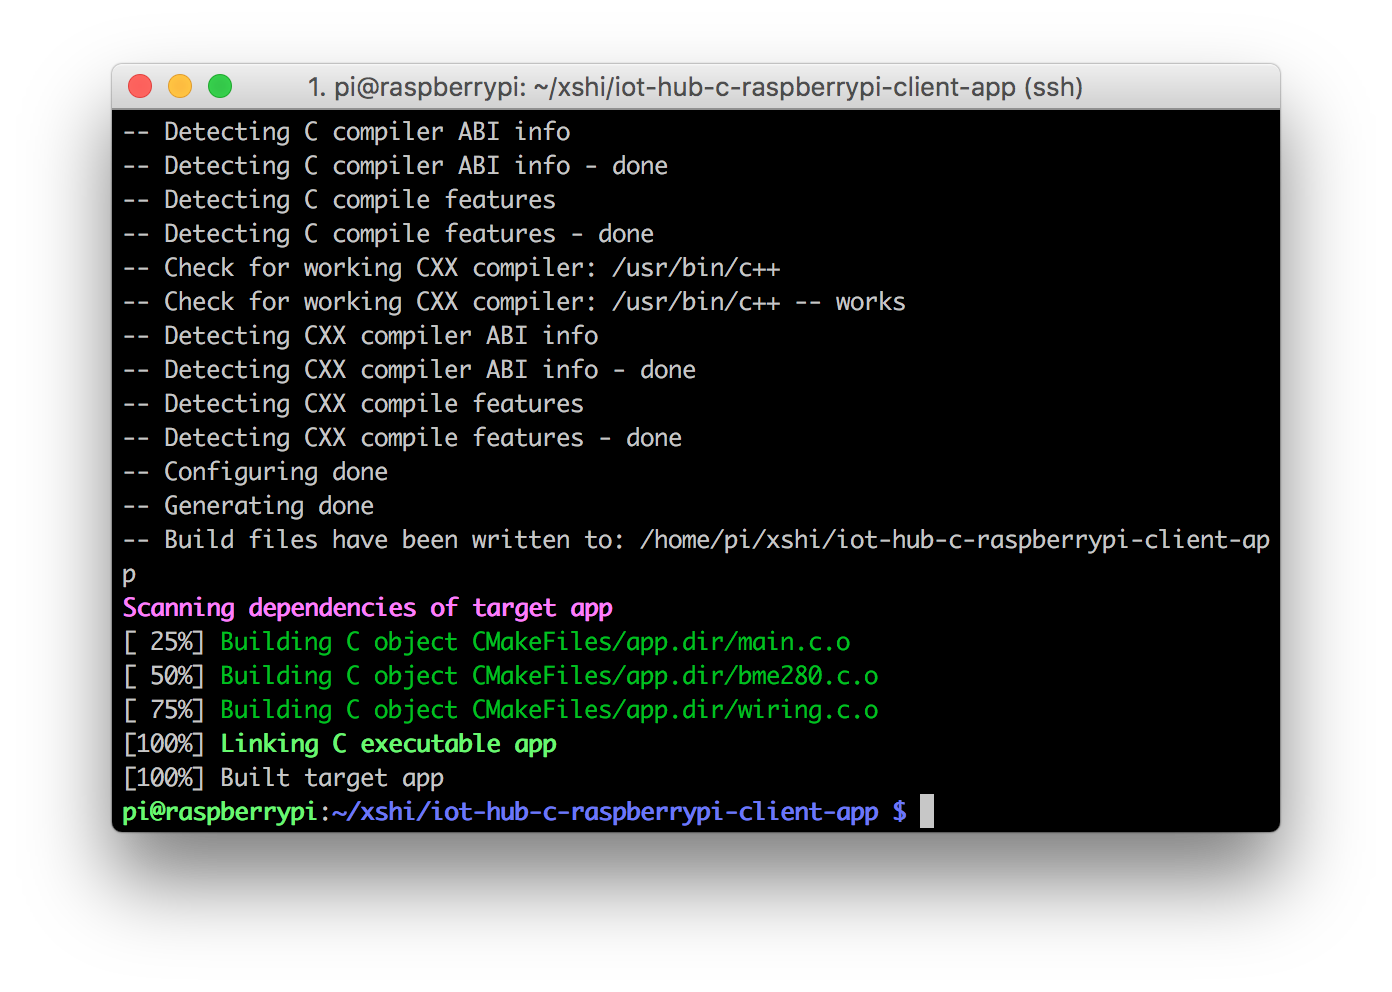 1. pi@raspberrypi: ~/xshi/iot-hub-c-raspberrypi-client-app (ssh)
-- Detecting C compiler ABI info
-- Detecting C compiler ABI info - done
-- Detecting C compile features
-- Detecting C compile features - done
-- Check for working CXX compiler: /usr/bin/c++
-- Check for working CXX compiler: /usr/bin/c++ -- works
-- Detecting CXX compiler ABI info
-- Detecting CXX compiler ABI info - done
-- Detecting CXX compile features
-- Detecting CXX compile features - done
-- Configuring done
-- Generating done
-- Build files have been written to: /home/pi/xshi/iot-hub-c-raspberrypi-client-ap
p
Scanning dependencies of target app
[ 25%] Building C object CMakeFiles/app.dir/main.c.o
[ 50%] Building C object CMakeFiles/app.dir/bme280.c.o
[ 75%] Building C object CMakeFiles/app.dir/wiring.c.o
[100%] Linking C executable app
[100%] Built target app
pi@raspberrypi:~/xshi/iot-hub-c-raspberrypi-client-app $